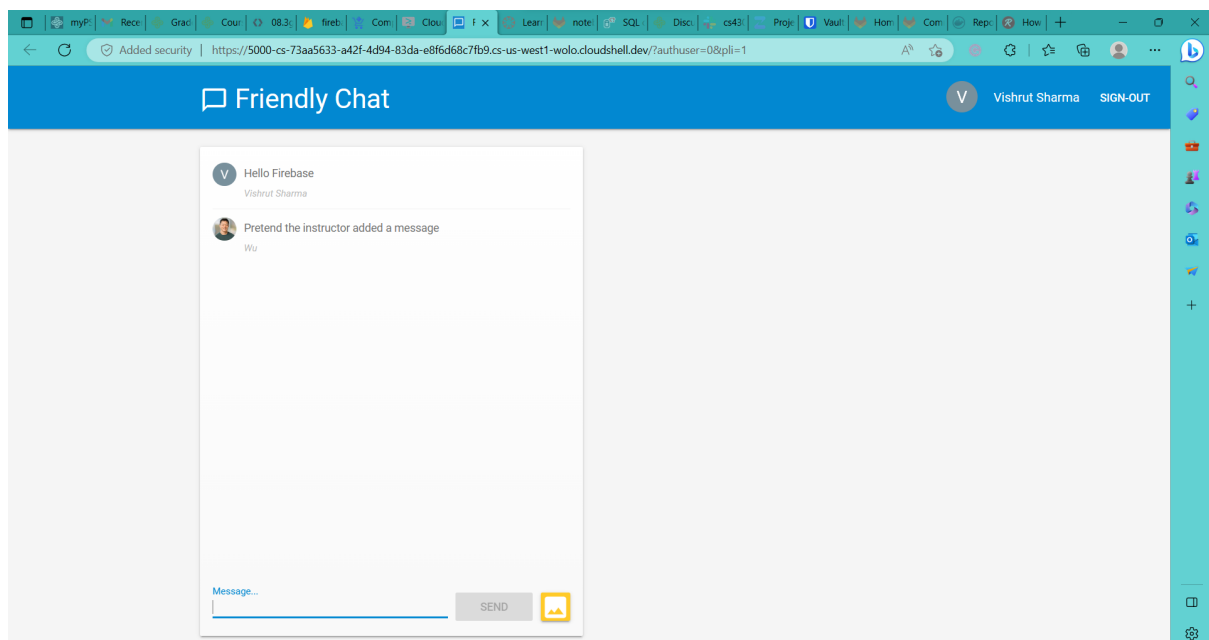 myP: Rece Grad Cour 08.3g fireb Com Clou F Learn note SQL Discu cs43 Proje Vault Hom Com Repo How
Added security | https://5000-cs-73aa5633-a42f-4d94-83da-e8f6d68c7fb9.cs-us-west1-wolo.cloudshell.dev/?authuser=0&pli=1
Friendly Chat V Vishrut Sharma SIGN-OUT
V Hello Firebase
Vishrut Sharma
Pretend the instructor added a message
Wu
Message...
SEND